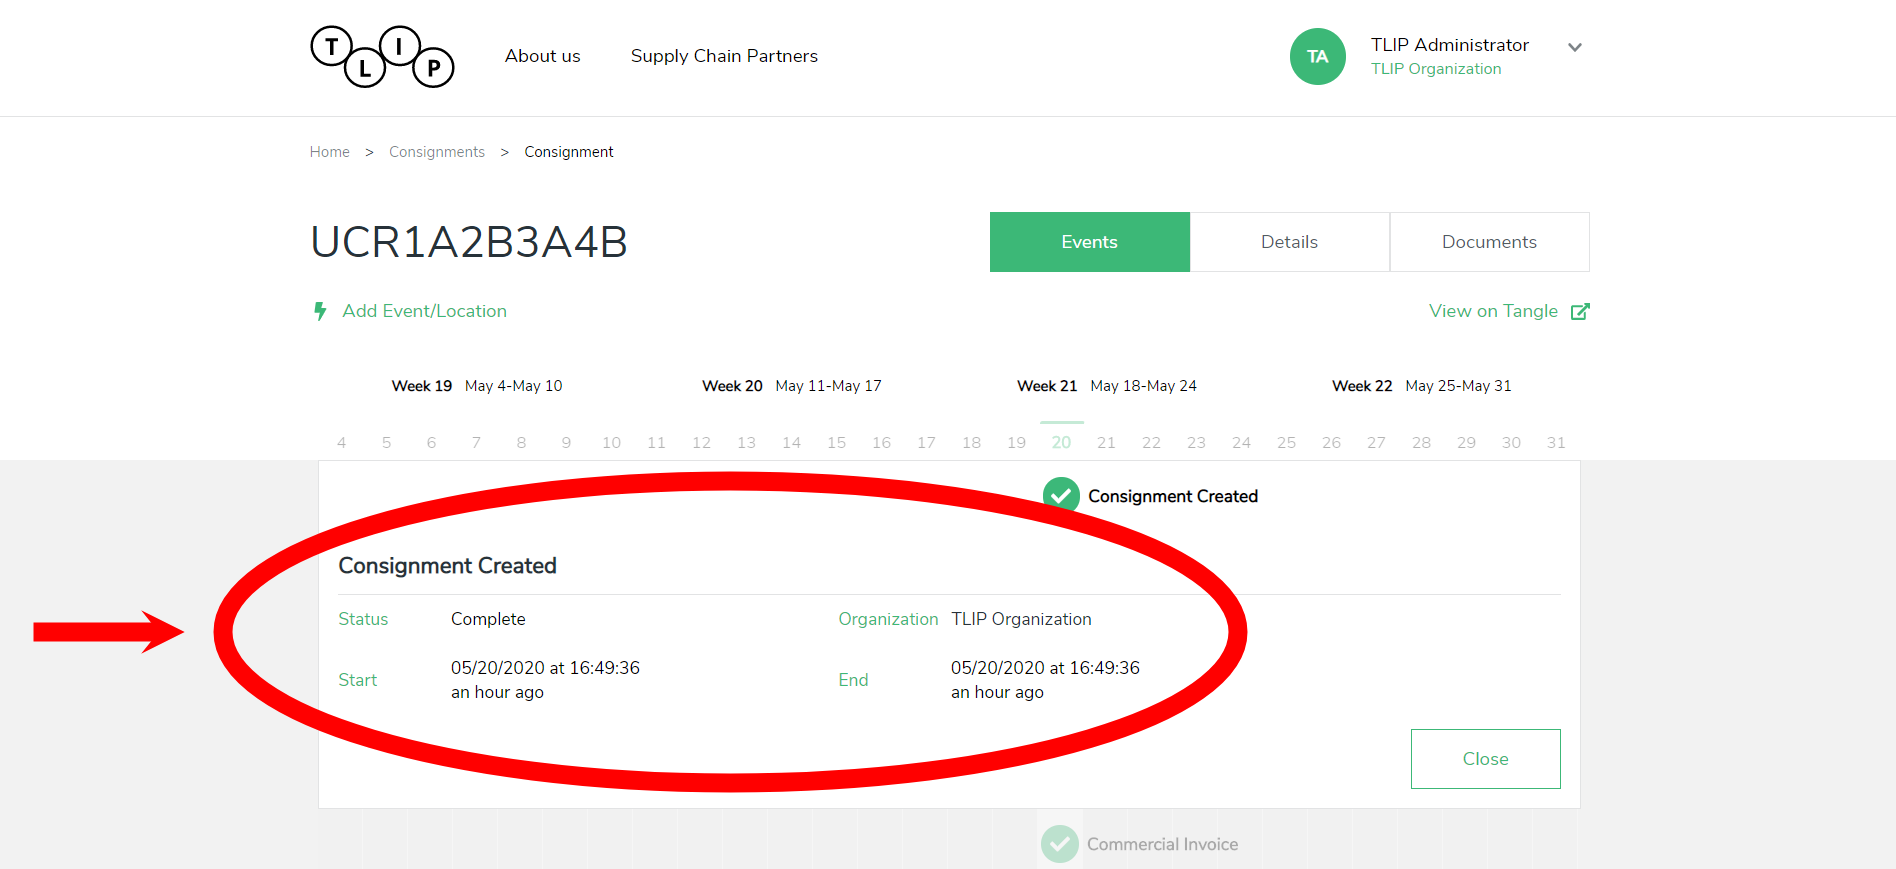 TLIP
About us
Supply Chain Partners
TA
TLIP Administrator
TLIP Organization
Home > Consignments > Consignment
UCR1A2B3A4B
Events
Details
Documents
Add Event/Location
View on Tangle
Week 19 May 4-May 10
Week 20 May 11-May 17
Week 21 May 18-May 24
Week 22 May 25-May 31
4 5 6 7 8 9 10 11 12 13 14 15 16 17 18 19 20 21 22 23 24 25 26 27 28 29 30 31
Consignment Created
Consignment Created
Status Complete
Organization TLIP Organization
Start 05/20/2020 at 16:49:36
an hour ago
End 05/20/2020 at 16:49:36
an hour ago
Close
Commercial Invoice